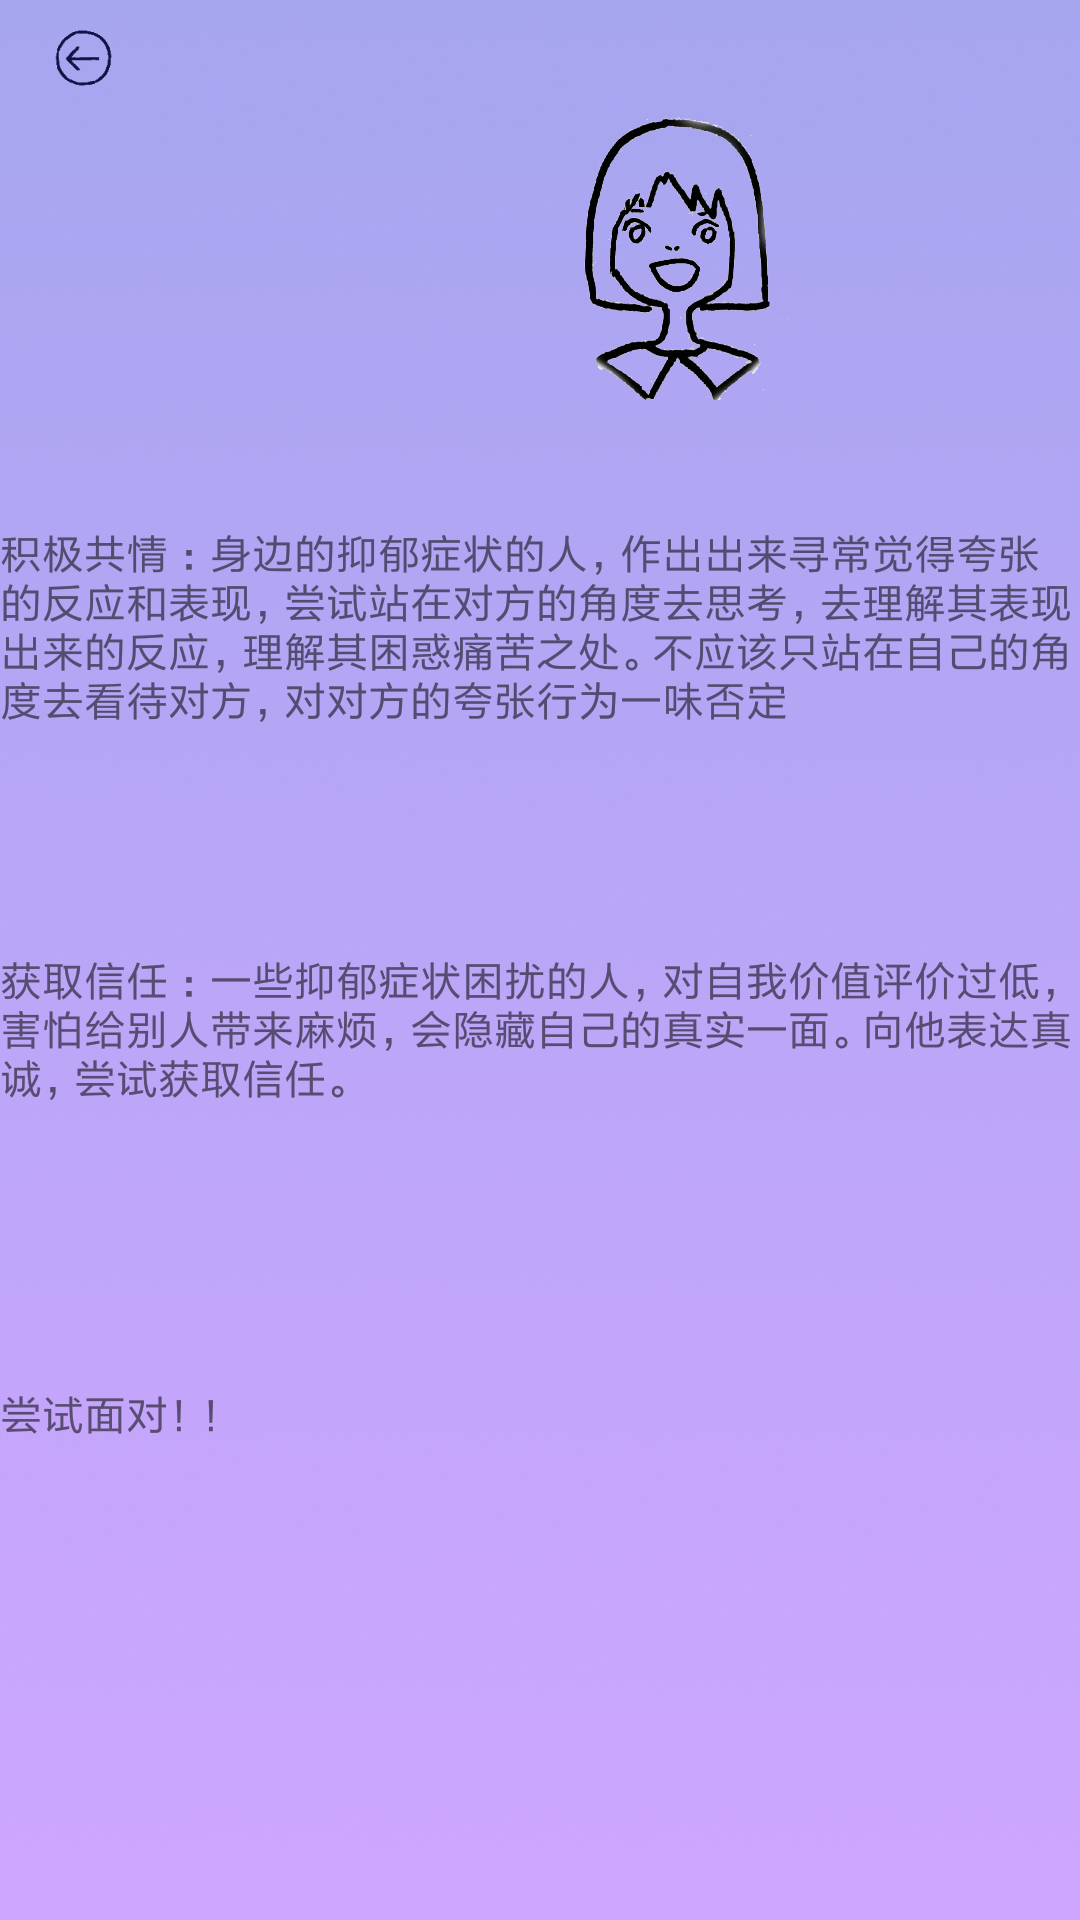 积极共情：身边的抑郁症状的人，作出出来寻常觉得夸张
的反应和表现，尝试站在对方的角度去思考，去理解其表现
出来的反应，理解其困惑痛苦之处。不应该只站在自己的角
度去看待对方，对对方的夸张行为一味否定
获取信任：一些抑郁症状困扰的人，对自我价值评价过低，
害怕给别人带来麻烦，会隐藏自己的真实一面。向他表达真
诚，尝试获取信任。
尝试面对！！